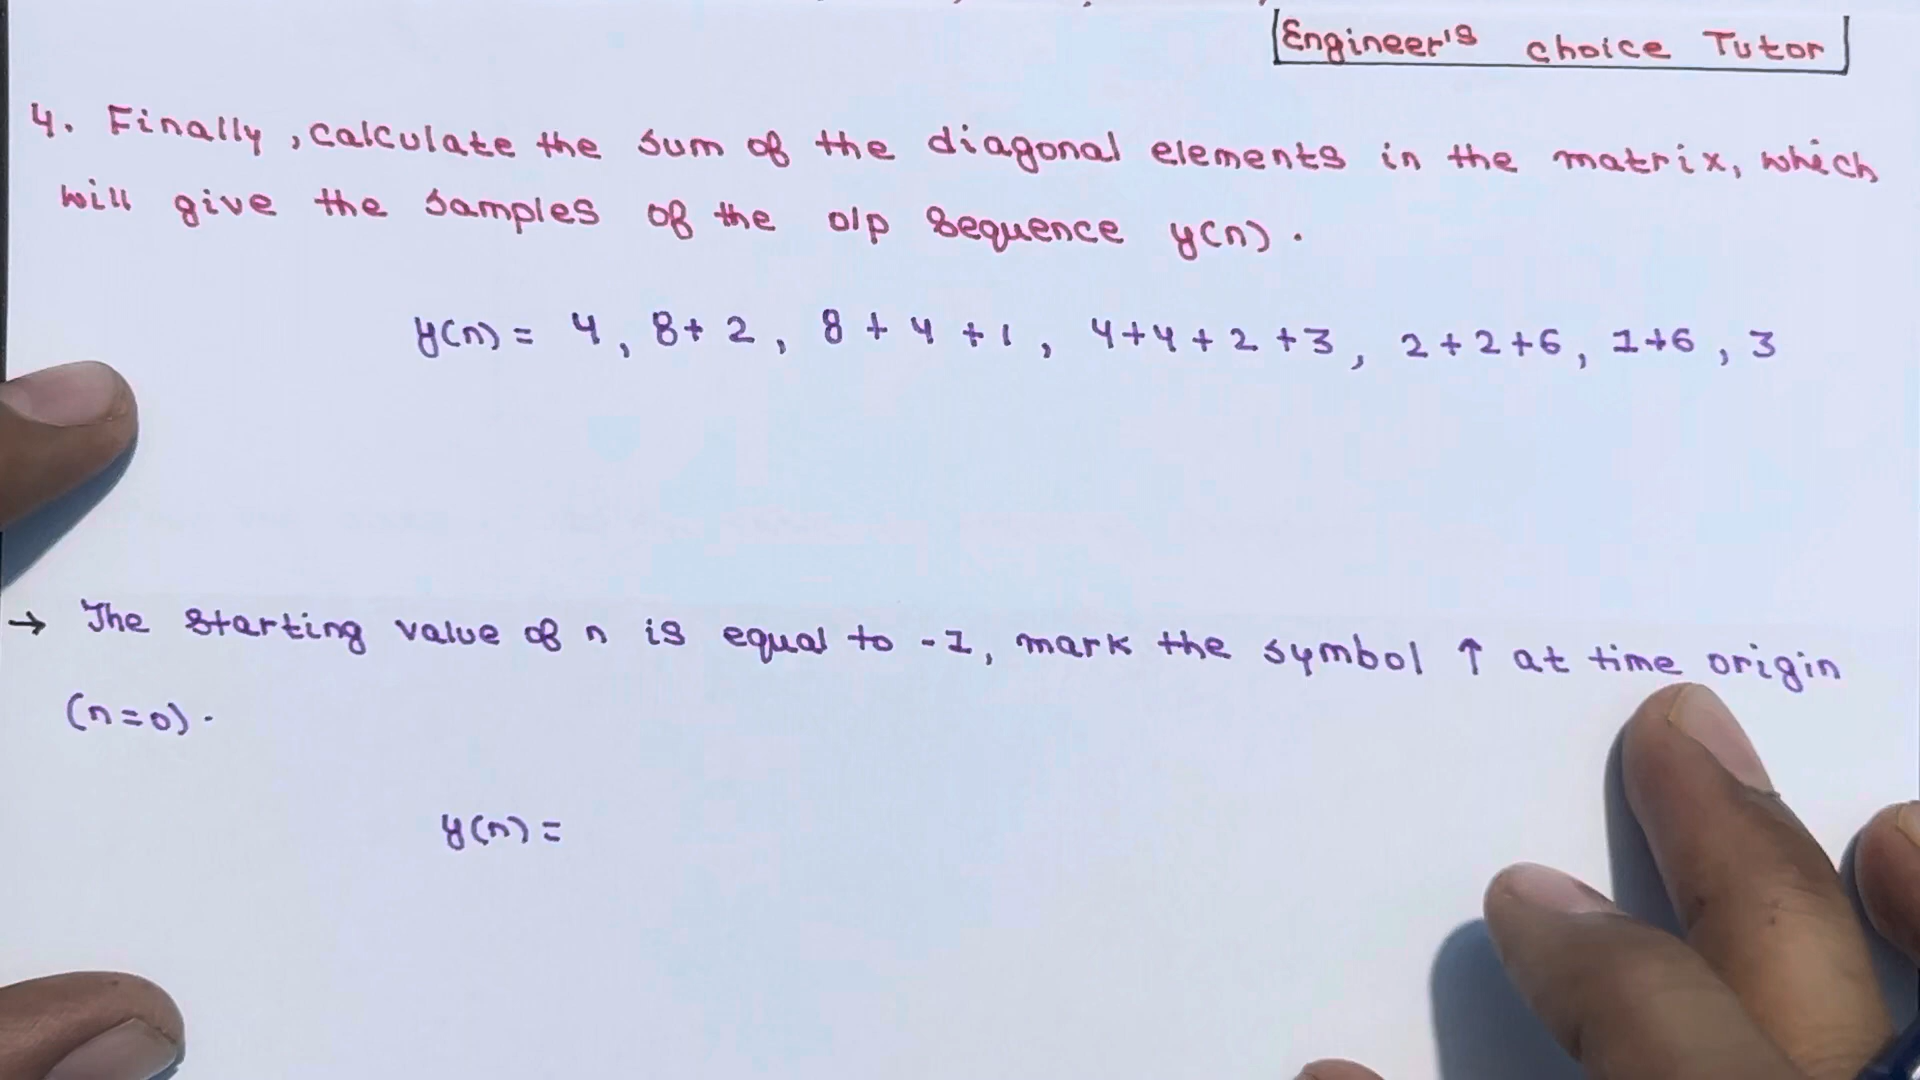 Engineer's choice Tutor
4. Finally, calculate the sum of the diagonal elements in the matrix, which
will give the samples of the o/p sequence y(n).
y(n) = 4, 8+2, 8+4+1, 4+4+2+3, 2+2+6, 1+6, 3
→ The starting value of n is equal to -1, mark the symbol ↑ at time origin
(n=0).
y(n) =